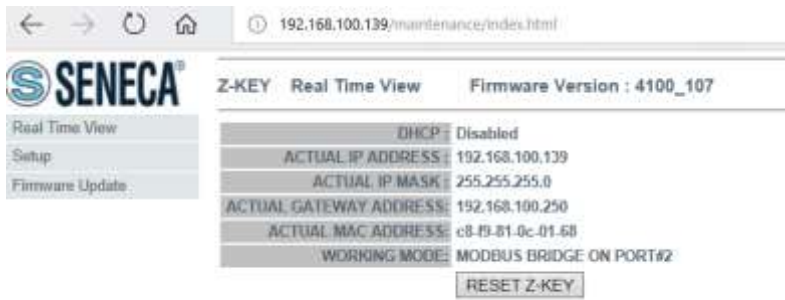 192.168.100.139/maintenance/index.html
SENECA®
Z-KEY Real Time View Firmware Version : 4100_107
Real Time View
Setup
Firmware Update
DHCP : Disabled
ACTUAL IP ADDRESS : 192.168.100.139
ACTUAL IP MASK : 255.255.255.0
ACTUAL GATEWAY ADDRESS: 192.168.100.250
ACTUAL MAC ADDRESS: c8-f9-81-0c-01-68
WORKING MODE: MODBUS BRIDGE ON PORT#2
RESET Z-KEY